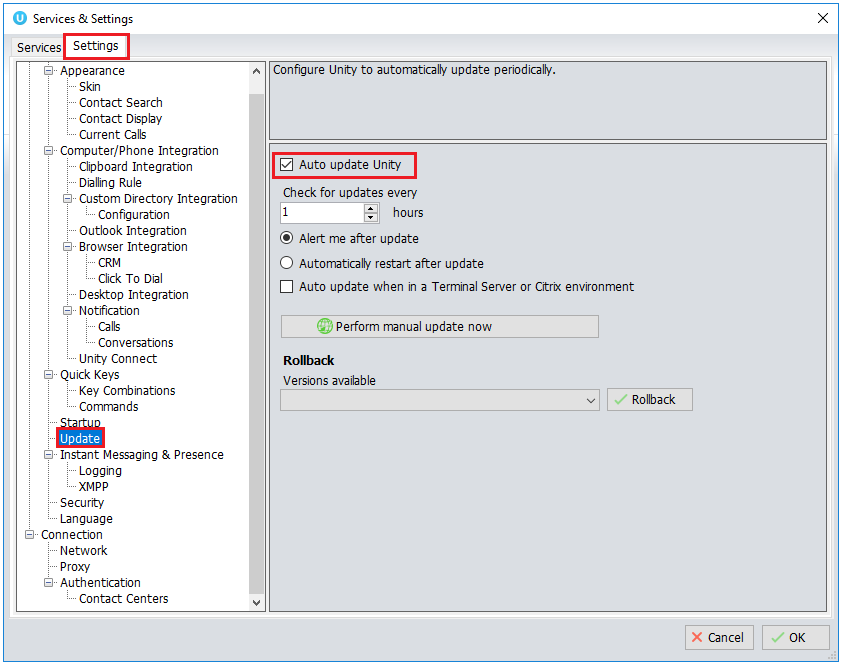 Services & Settings
Services
Settings
Appearance
Skin
Contact Search
Contact Display
Current Calls
Computer/Phone Integration
Clipboard Integration
Dialling Rule
Custom Directory Integration
Configuration
Outlook Integration
Browser Integration
CRM
Click To Dial
Desktop Integration
Notification
Calls
Conversations
Unity Connect
Quick Keys
Key Combinations
Commands
Startup
Update
Instant Messaging & Presence
Logging
XMPP
Security
Language
Connection
Network
Proxy
Authentication
Contact Centers
Configure Unity to automatically update periodically.
Auto update Unity
Check for updates every
1 hours
Alert me after update
Automatically restart after update
Auto update when in a Terminal Server or Citrix environment
Perform manual update now
Rollback
Versions available
Rollback
Cancel
OK